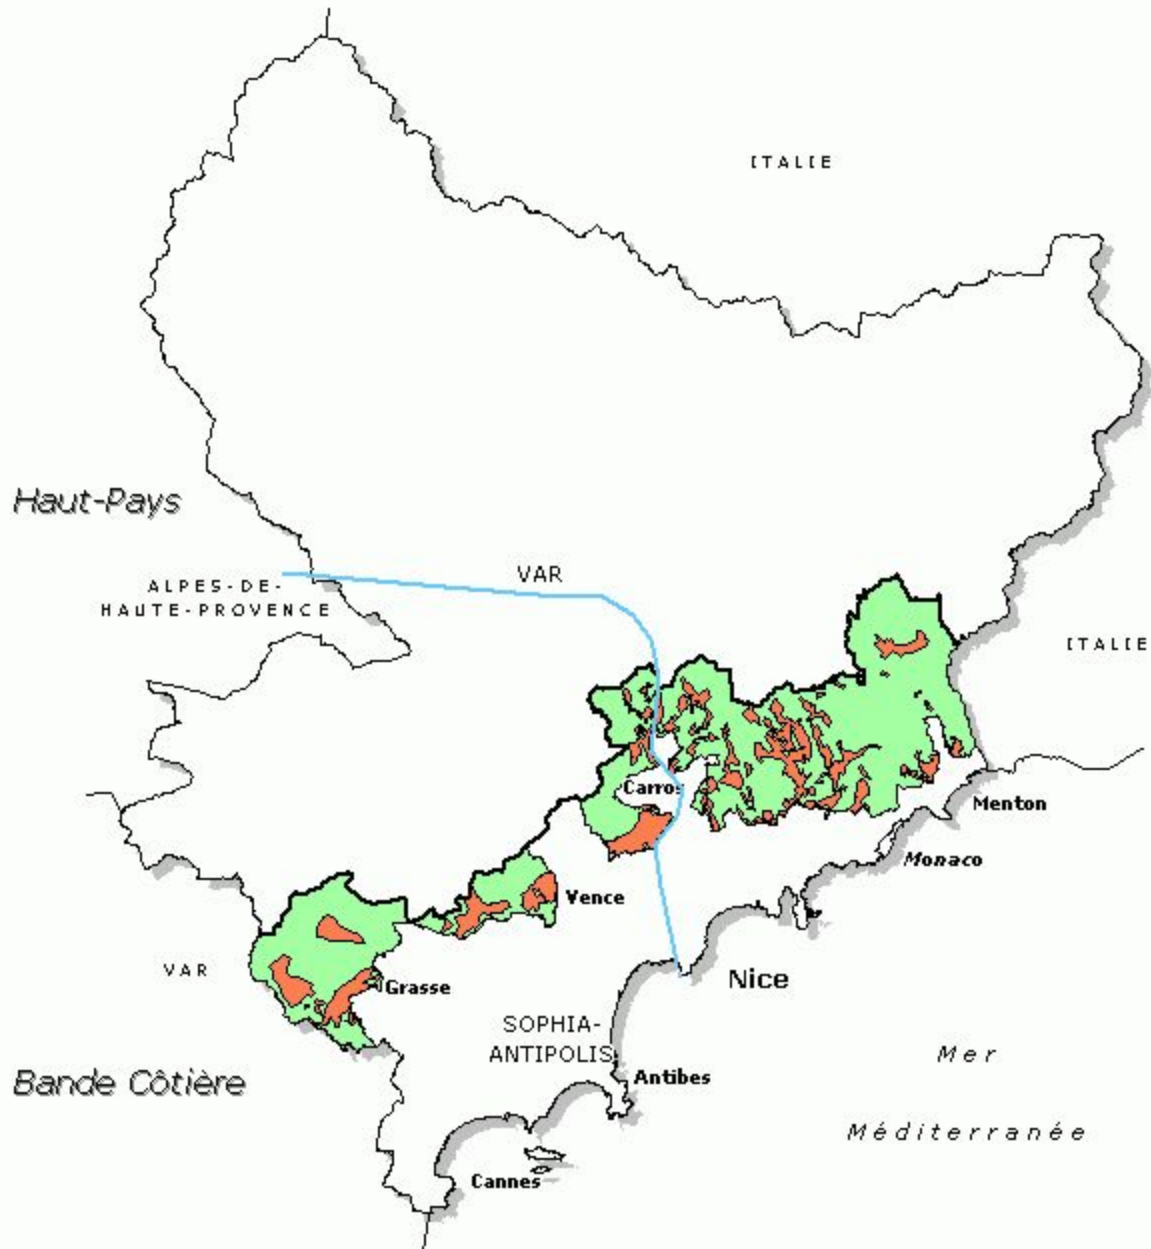 ITALIE
Haut-Pays
VAR
ALPES-DE-
HAUTE-PROVENCE
ITALIE
Carros
Menton
Monaco
Vence
VAR
Grasse
Nice
SOPHIA-
ANTIPOLIS
Mer
Antibes
Bande Côtière
Méditerranée
Cannes